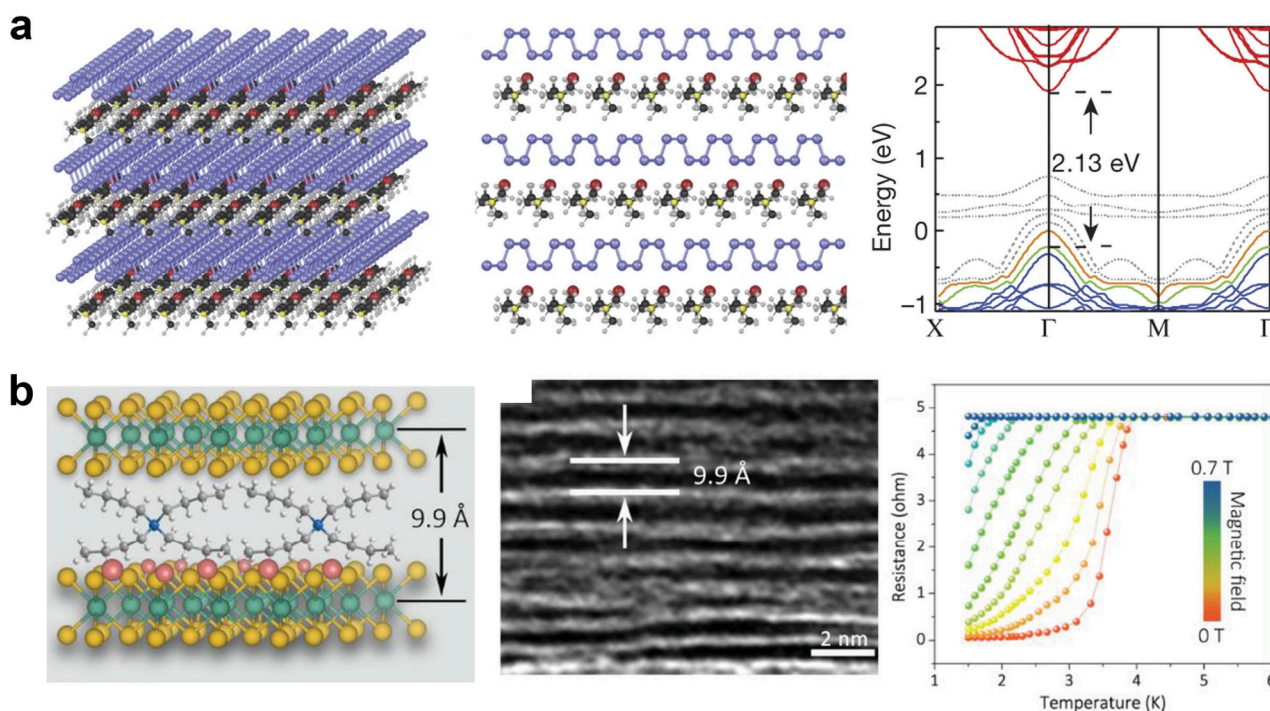 a
Energy (eV)
2
1
0
−1
2.13 eV
X
Γ
M
Γ
b
9.9 Å
9.9 Å
2 nm
Resistance (ohm)
5
4
3
2
1
0
0.7 T
Magnetic field
0 T
1
2
3
4
5
6
Temperature (K)